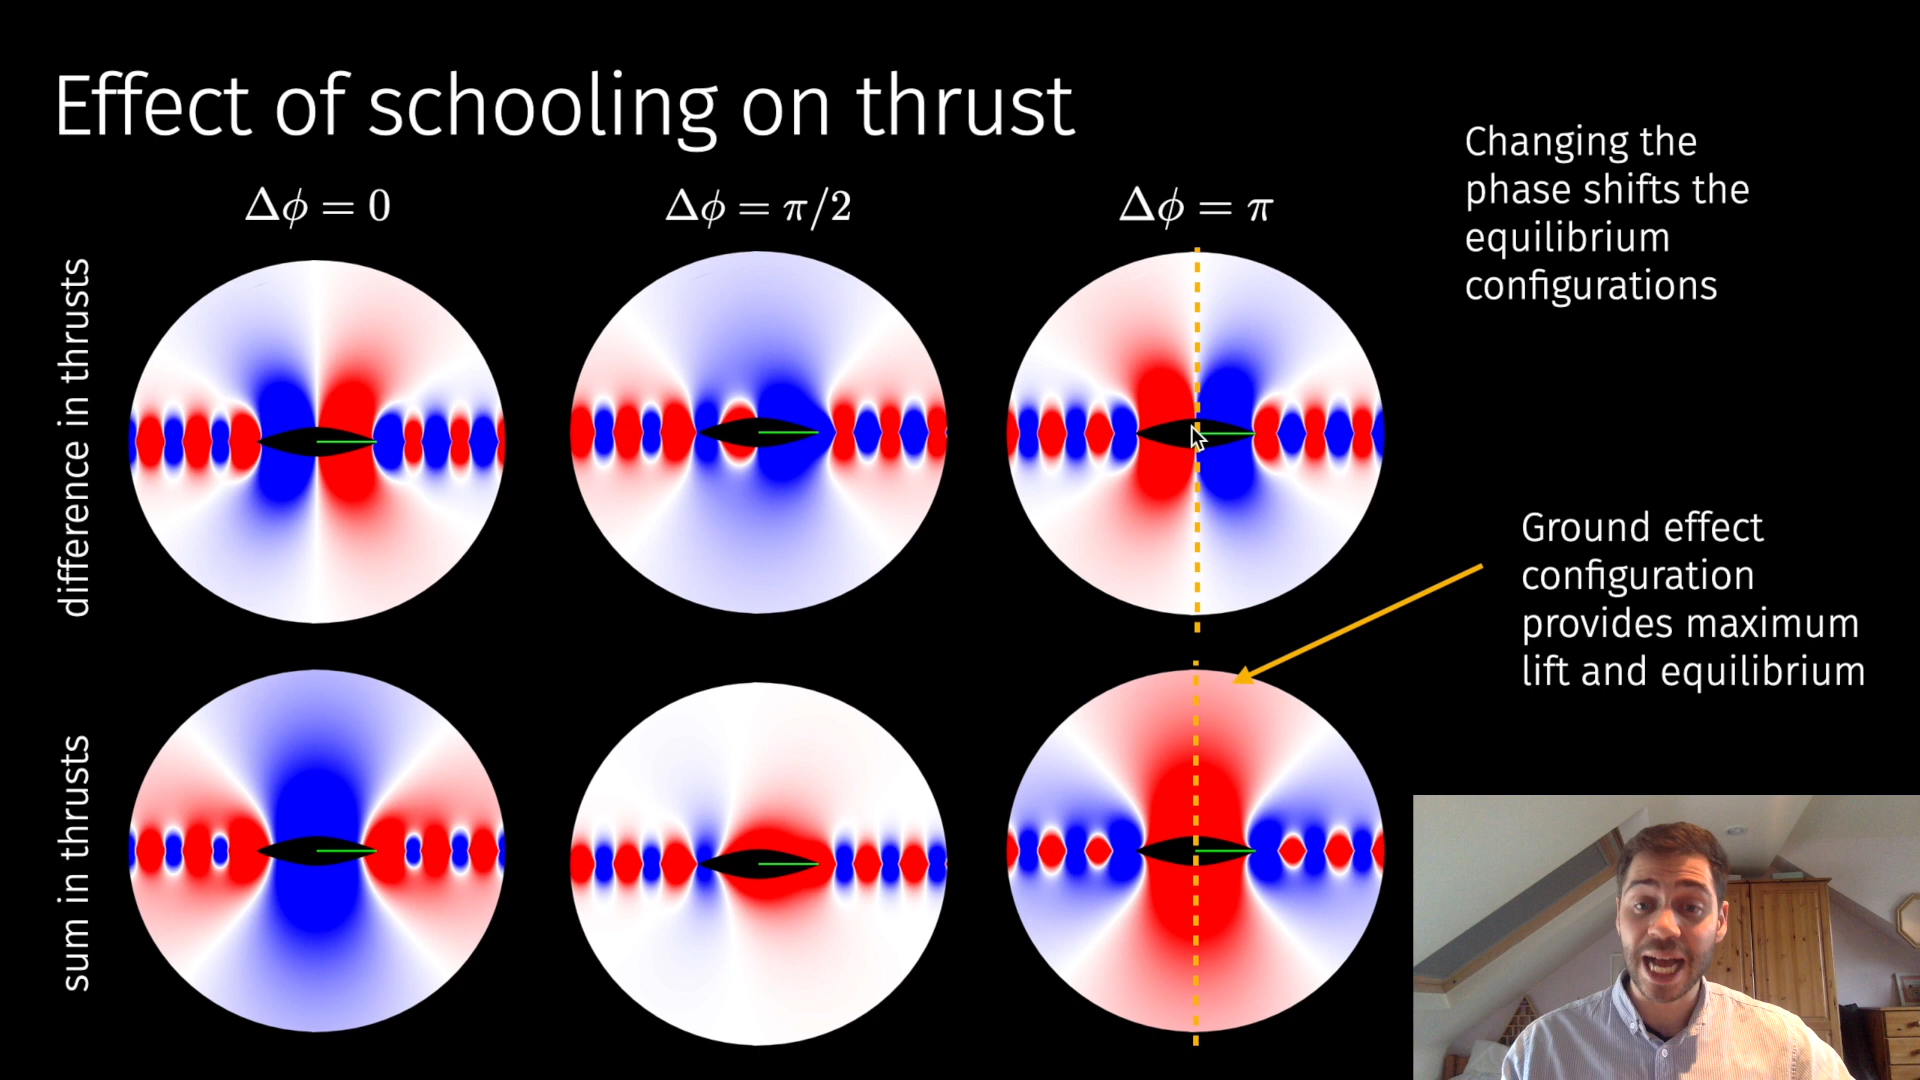 Effect of schooling on thrust
Δϕ = 0
Δϕ = π/2
Δϕ = π
difference in thrusts
sum in thrusts
Changing the
phase shifts the
equilibrium
configurations
Ground effect
configuration
provides maximum
lift and equilibrium